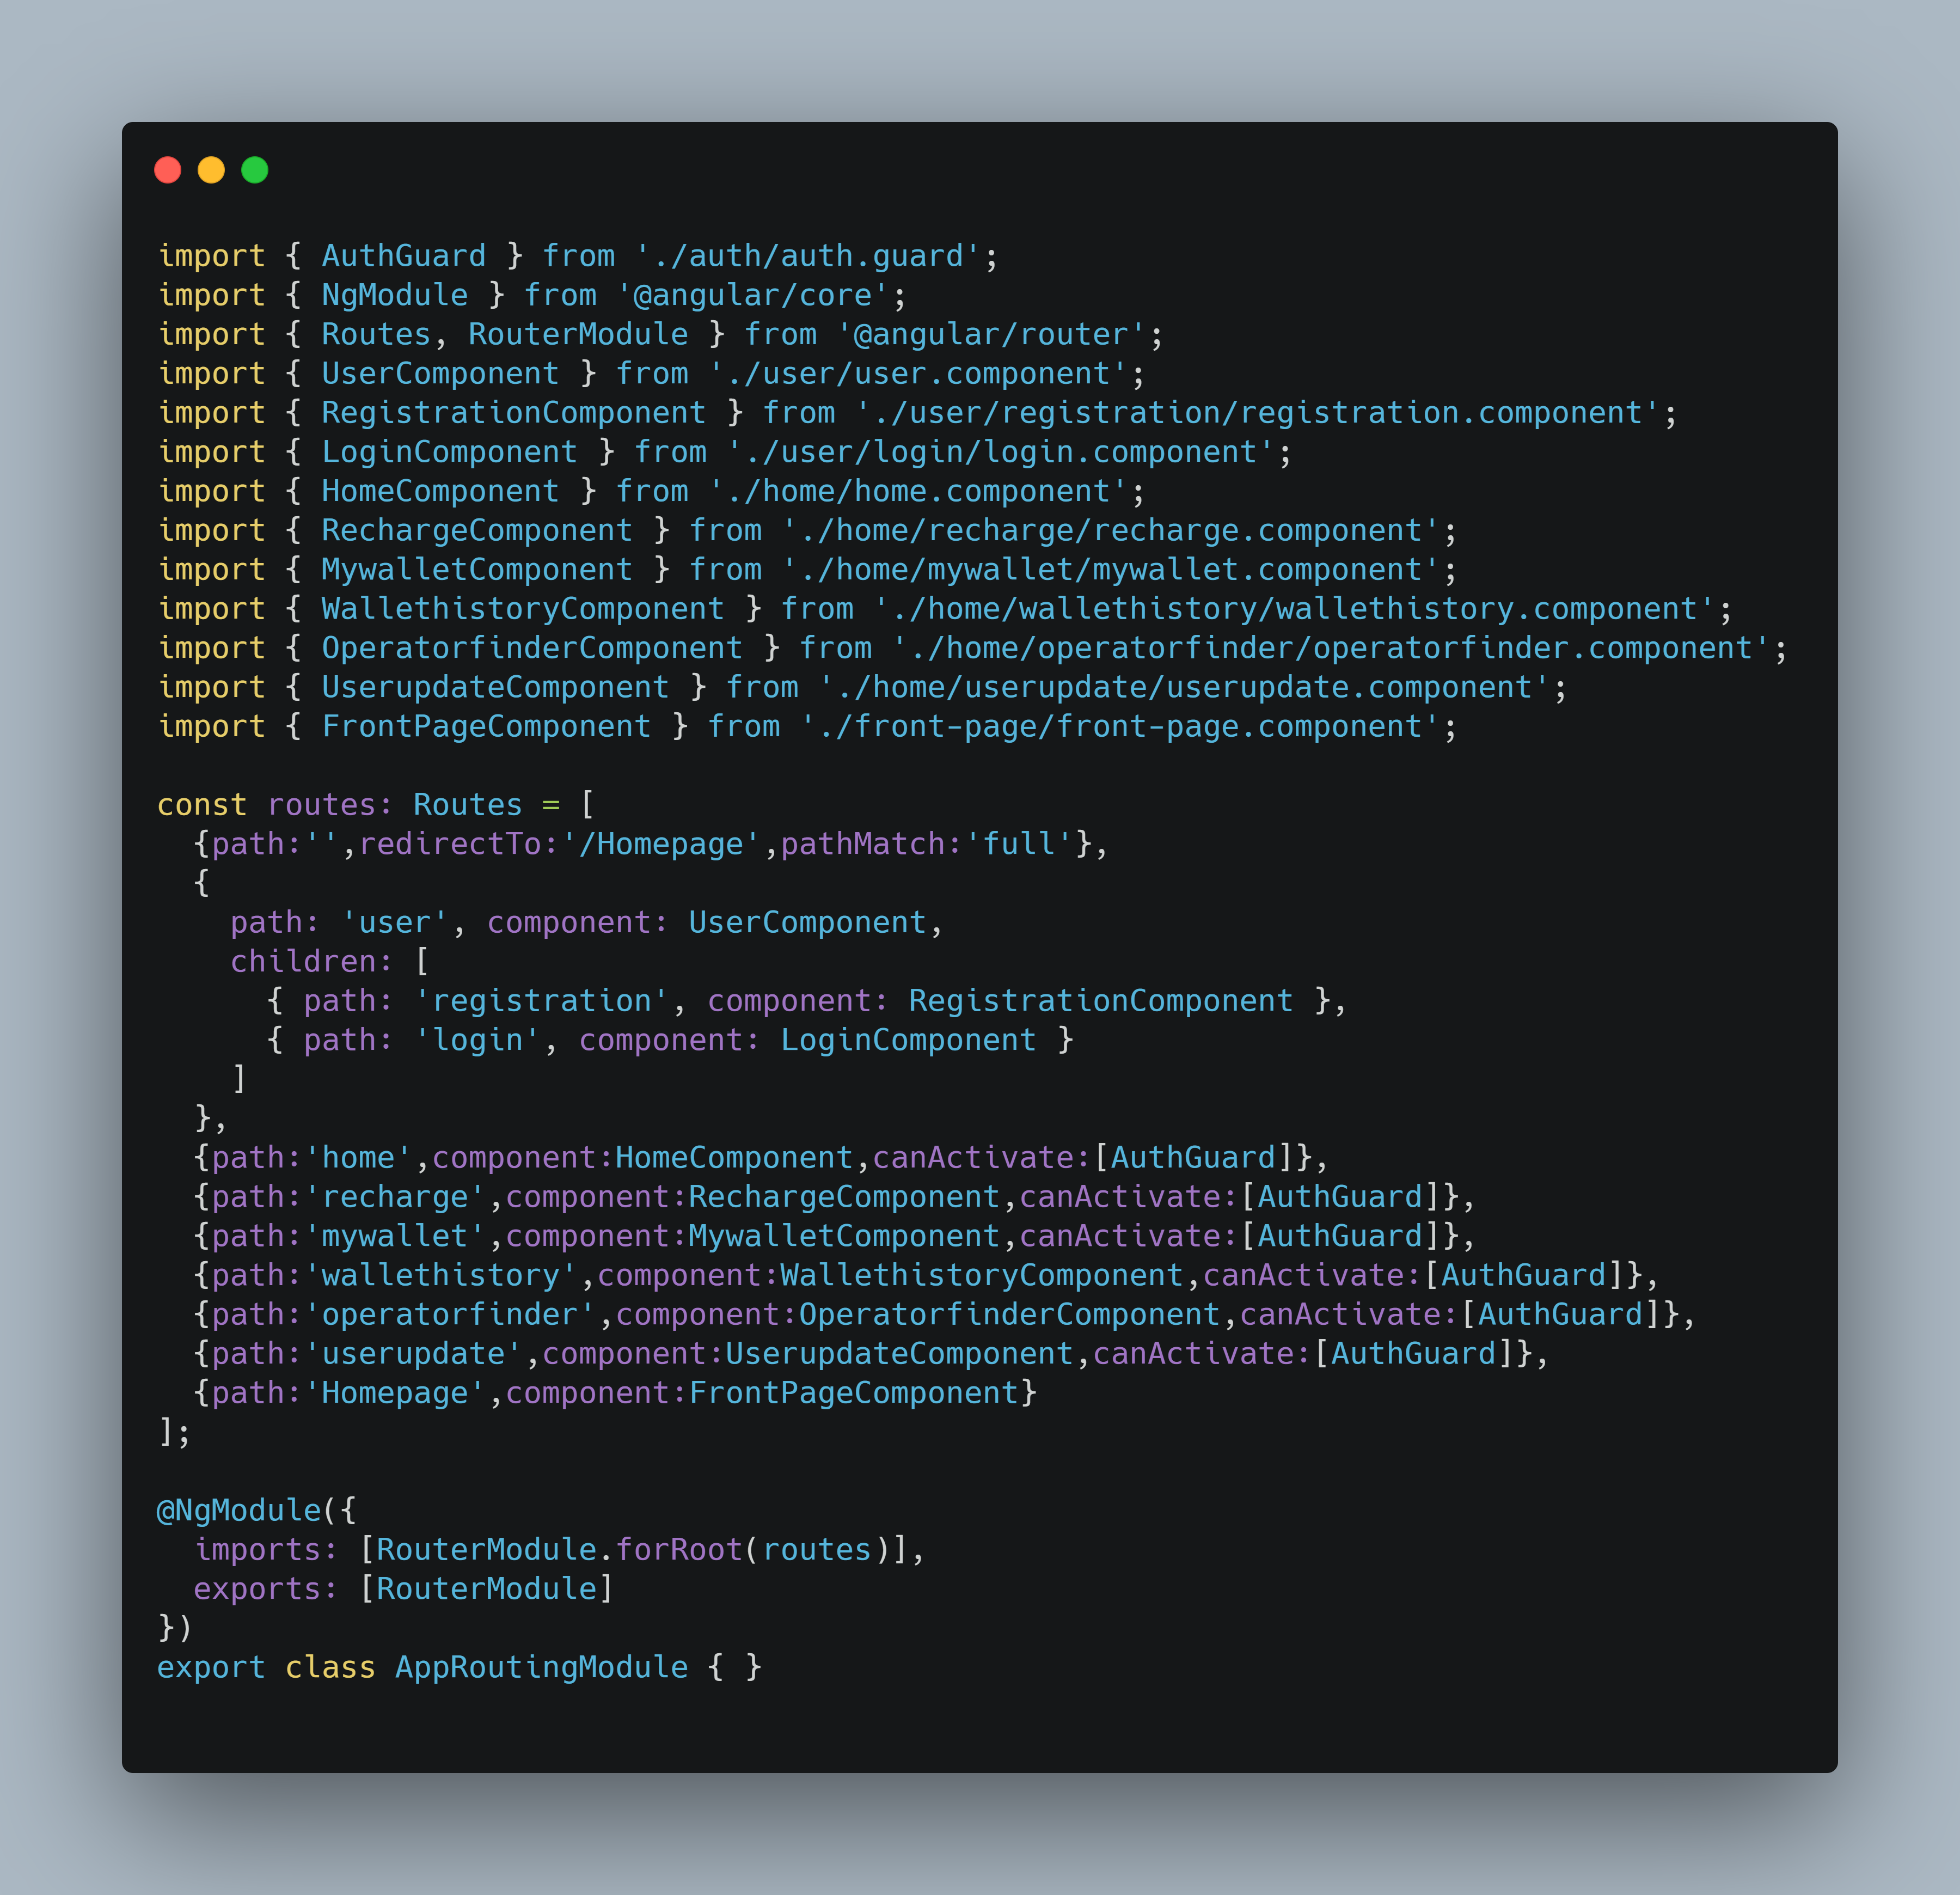 import { AuthGuard } from './auth/auth.guard';
import { NgModule } from '@angular/core';
import { Routes, RouterModule } from '@angular/router';
import { UserComponent } from './user/user.component';
import { RegistrationComponent } from './user/registration/registration.component';
import { LoginComponent } from './user/login/login.component';
import { HomeComponent } from './home/home.component';
import { RechargeComponent } from './home/recharge/recharge.component';
import { MywalletComponent } from './home/mywallet/mywallet.component';
import { WallethistoryComponent } from './home/wallethistory/wallethistory.component';
import { OperatorfinderComponent } from './home/operatorfinder/operatorfinder.component';
import { UserupdateComponent } from './home/userupdate/userupdate.component';
import { FrontPageComponent } from './front-page/front-page.component';

const routes: Routes = [
  {path:'',redirectTo:'/Homepage',pathMatch:'full'},
  {
    path: 'user', component: UserComponent,
    children: [
      { path: 'registration', component: RegistrationComponent },
      { path: 'login', component: LoginComponent }
    ]
  },
  {path:'home',component:HomeComponent,canActivate:[AuthGuard]},
  {path:'recharge',component:RechargeComponent,canActivate:[AuthGuard]},
  {path:'mywallet',component:MywalletComponent,canActivate:[AuthGuard]},
  {path:'wallethistory',component:WallethistoryComponent,canActivate:[AuthGuard]},
  {path:'operatorfinder',component:OperatorfinderComponent,canActivate:[AuthGuard]},
  {path:'userupdate',component:UserupdateComponent,canActivate:[AuthGuard]},
  {path:'Homepage',component:FrontPageComponent}
];

@NgModule({
  imports: [RouterModule.forRoot(routes)],
  exports: [RouterModule]
})
export class AppRoutingModule { }